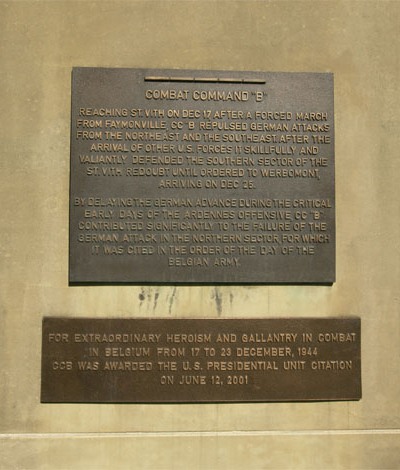 COMBAT COMMAND "B"
REACHING ST. VITH ON DEC 17 AFTER A FORCED MARCH
FROM FAYMONVILLE, CC "B" REPULSED GERMAN ATTACKS
FROM THE NORTHEAST AND THE SOUTHEAST. AFTER THE
ARRIVAL OF OTHER U.S. FORCES IT SKILLFULLY AND
VALIANTLY DEFENDED THE SOUTHERN SECTOR OF THE
ST. VITH REDOUBT UNTIL ORDERED TO WERBOMONT,
ARRIVING ON DEC 25.
BY DELAYING THE GERMAN ADVANCE DURING THE CRITICAL
EARLY DAYS OF THE ARDENNES OFFENSIVE CC "B"
CONTRIBUTED SIGNIFICANTLY TO THE FAILURE OF THE
GERMAN ATTACK IN THE NORTHERN SECTOR FOR WHICH
IT WAS CITED IN THE ORDER OF THE DAY OF THE
BELGIAN ARMY.
FOR EXTRAORDINARY HEROISM AND GALLANTRY IN COMBAT
IN BELGIUM FROM 17 TO 23 DECEMBER, 1944
CCB WAS AWARDED THE U.S. PRESIDENTIAL UNIT CITATION
ON JUNE 12, 2001